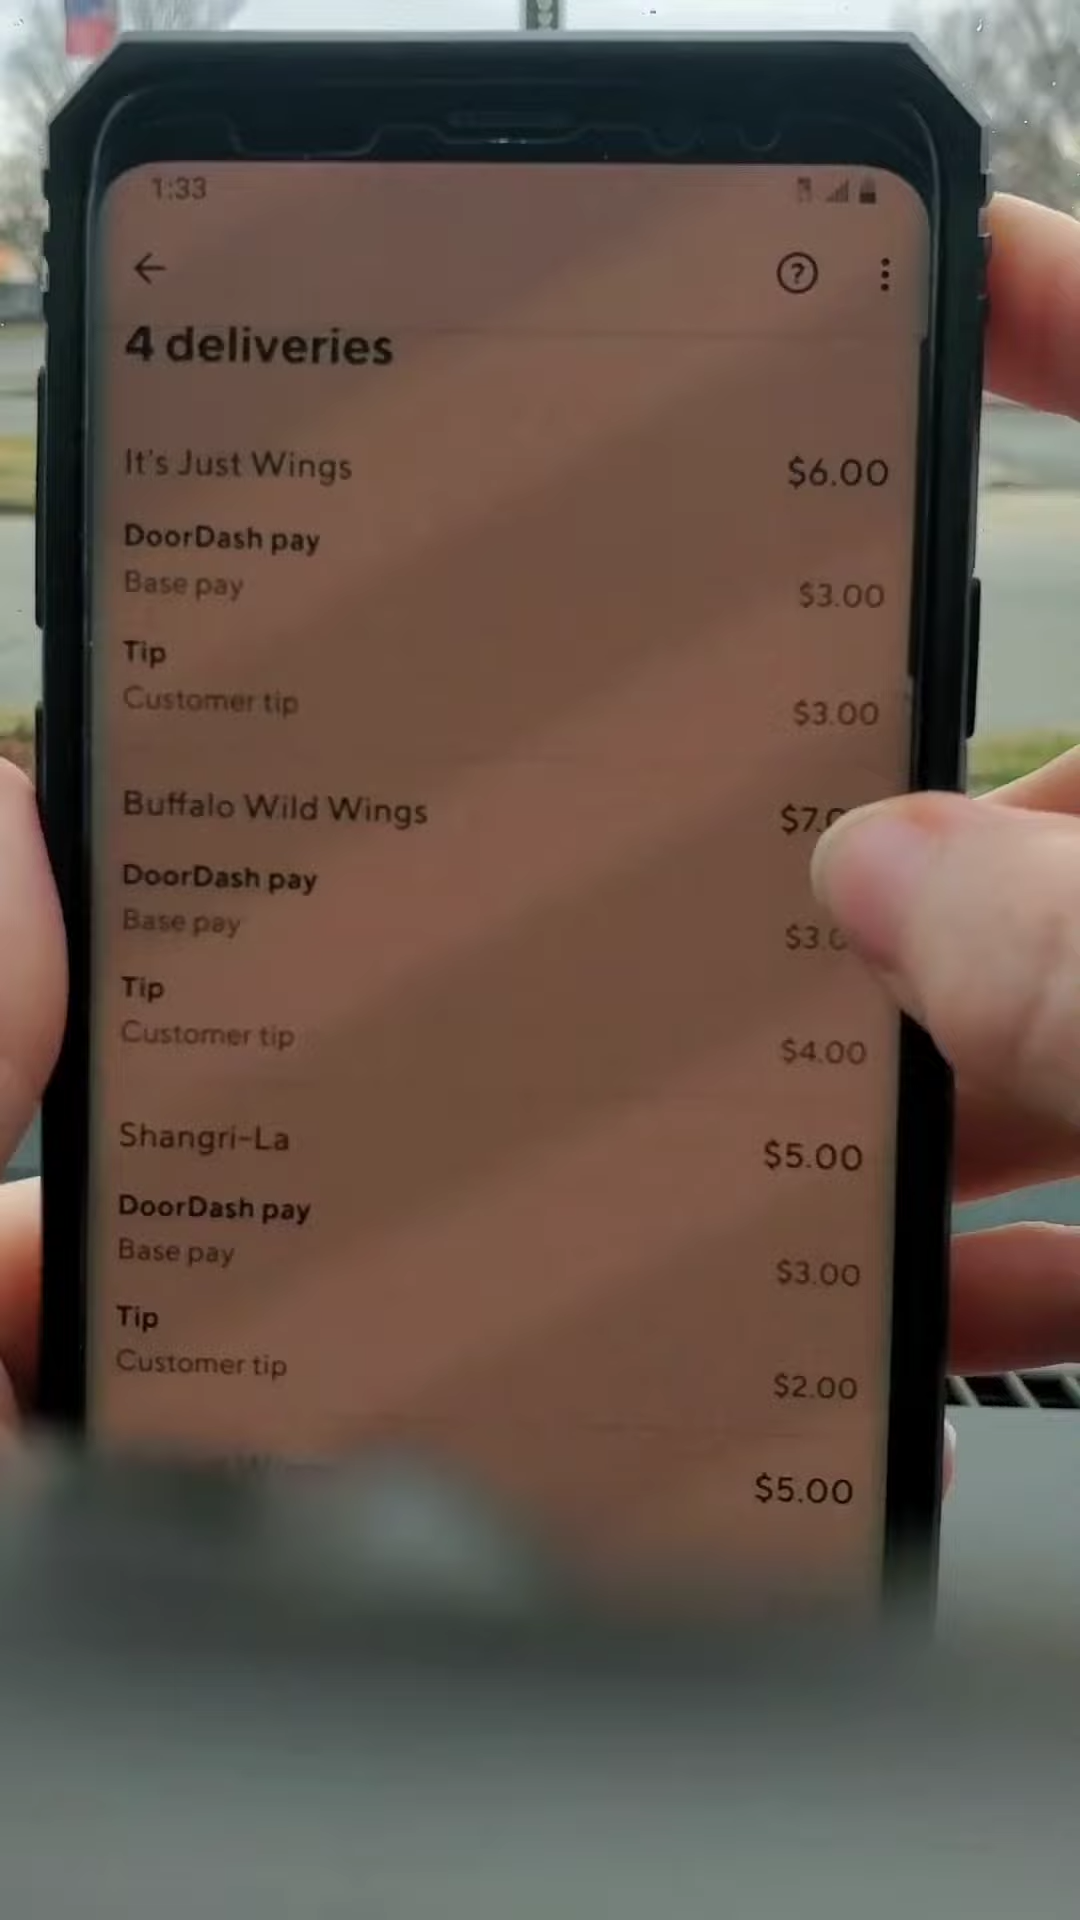 1:33
4 deliveries
It's Just Wings $6.00
DoorDash pay
Base pay $3.00
Tip
Customer tip $3.00
Buffalo Wild Wings
DoorDash pay
Base pay
Tip
Customer tip $4.00
Shangri-La $5.00
DoorDash pay
Base pay $3.00
Tip
Customer tip $2.00
$5.00